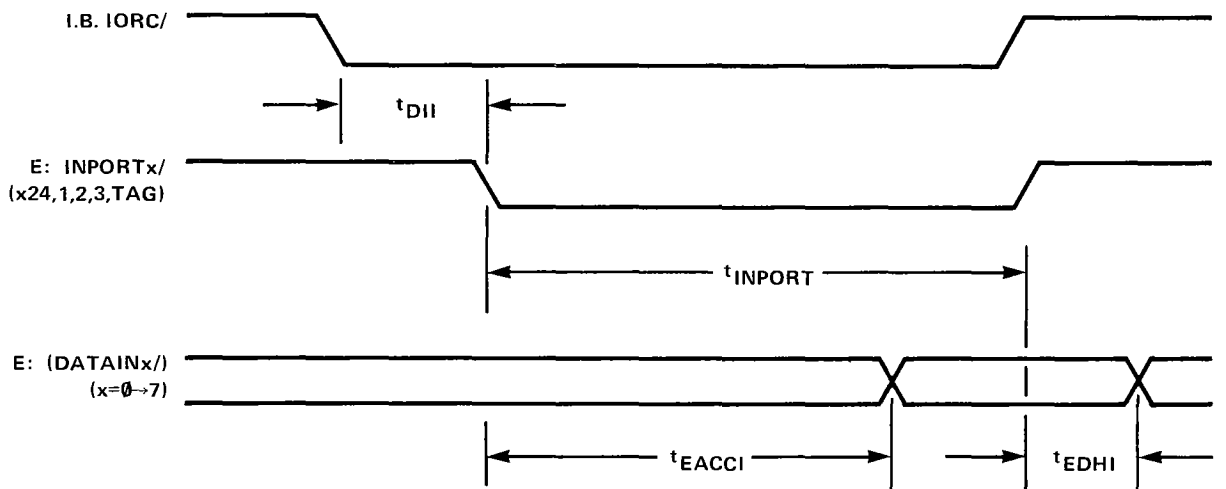 I.B. IORC/
tDII
E: INPORTx/
(x24,1,2,3,TAG)
tINPORT
E: (DATAINx/)
(x=0→7)
tEACCI
tEDHI